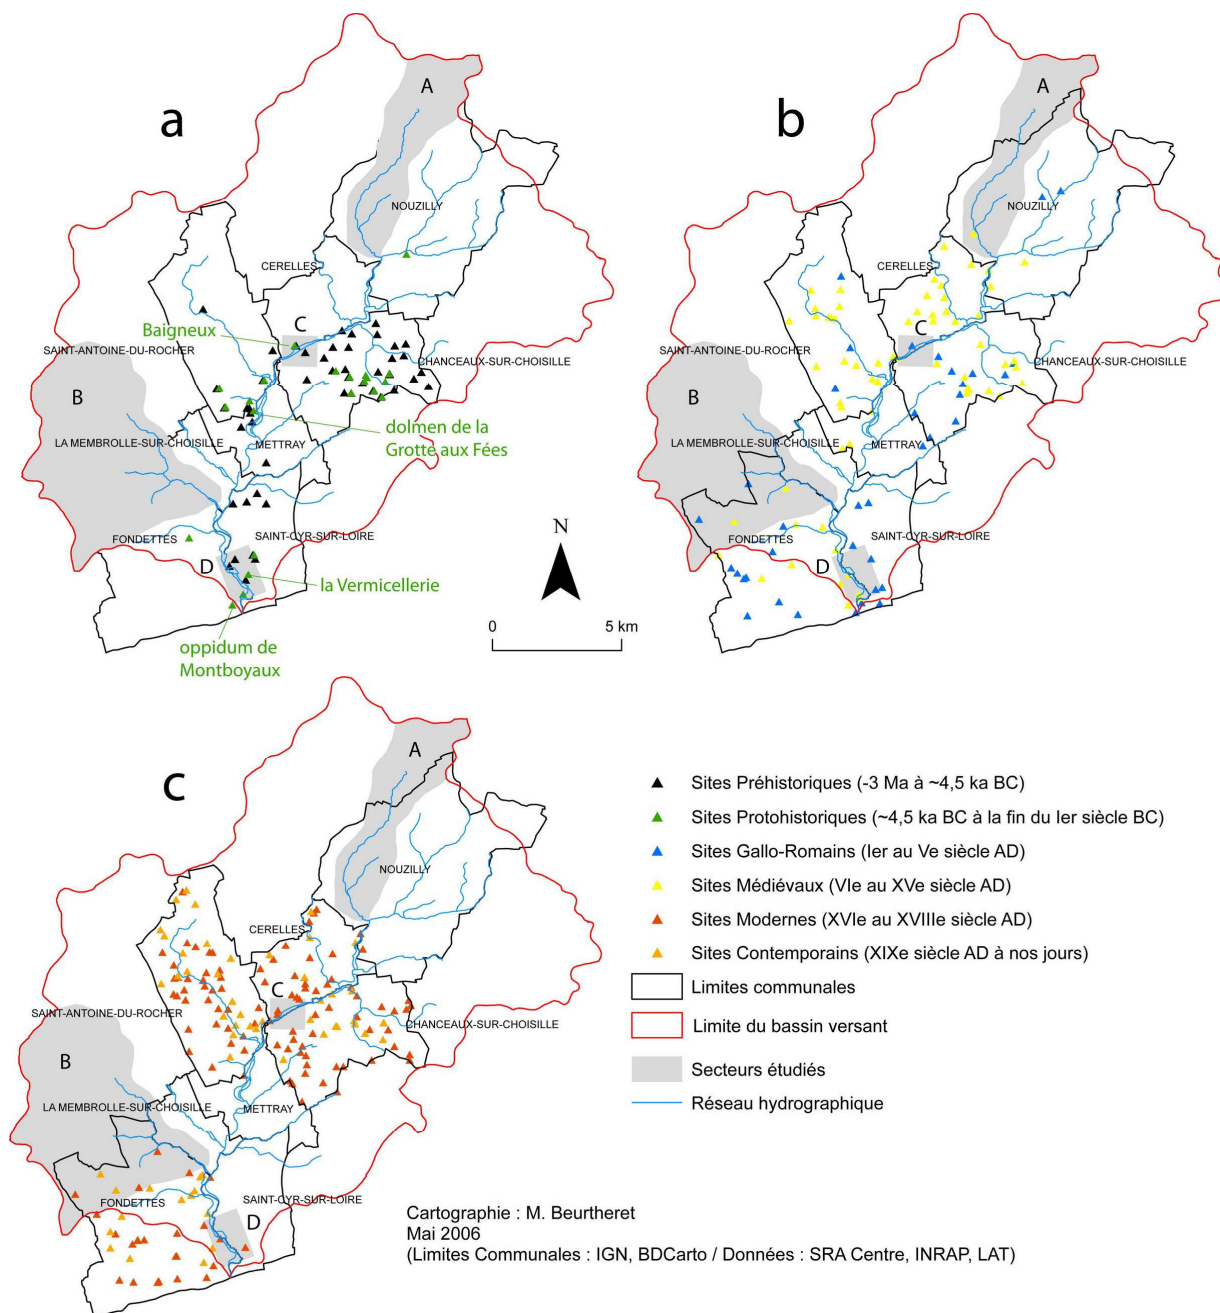 a
A
NOUZILLY
CERELLES
C
Baigneux
SAINT-ANTOINE-DU-ROCHER
CHANCEAUX-SUR-CHOISILLE
B
dolmen de la
Grotte aux Fées
LA MEMBROLLE-SUR-CHOISILLE
METTRAY
FONDETTES
SAINT-CYR-SUR-LOIRE
D
la Vermicellerie
oppidum de
Montboyaux
b
A
NOUZILLY
CERELLES
C
SAINT-ANTOINE-DU-ROCHER
CHANCEAUX-SUR-CHOISILLE
B
LA MEMBROLLE-SUR-CHOISILLE
METTRAY
FONDETTES
SAINT-CYR-SUR-LOIRE
D
N
0 5 km
c
A
NOUZILLY
CERELLES
C
SAINT-ANTOINE-DU-ROCHER
CHANCEAUX-SUR-CHOISILLE
B
LA MEMBROLLE-SUR-CHOISILLE
METTRAY
FONDETTES
SAINT-CYR-SUR-LOIRE
D
Sites Préhistoriques (-3 Ma à ~4,5 ka BC)
Sites Protohistoriques (~4,5 ka BC à la fin du Ier siècle BC)
Sites Gallo-Romains (Ier au Ve siècle AD)
Sites Médiévaux (VIe au XVe siècle AD)
Sites Modernes (XVIe au XVIIIe siècle AD)
Sites Contemporains (XIXe siècle AD à nos jours)
Limites communales
Limite du bassin versant
Secteurs étudiés
Réseau hydrographique
Cartographie : M. Beurtheret
Mai 2006
(Limites Communales : IGN, BDCarto / Données : SRA Centre, INRAP, LAT)